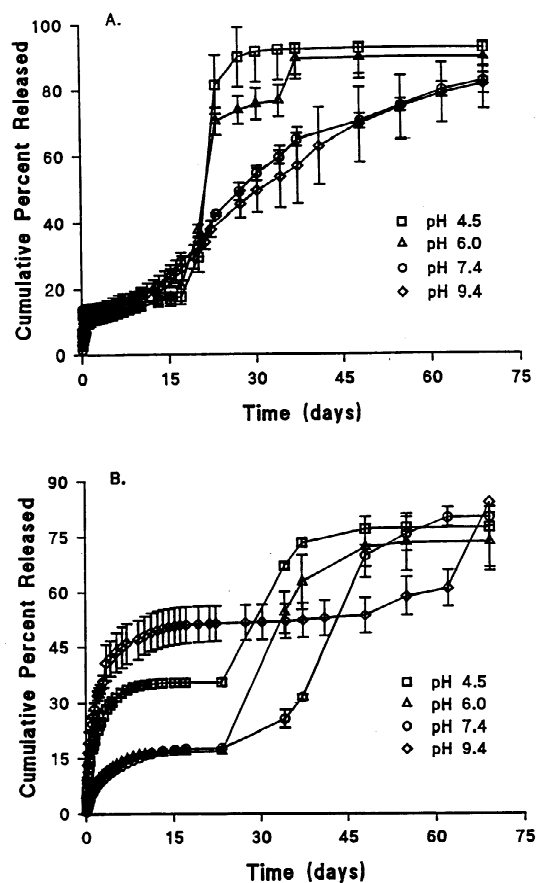 A.
Cumulative Percent Released
100
80
60
40
20
0
pH 4.5
pH 6.0
pH 7.4
pH 9.4
0 15 30 45 60 75
Time (days)
B.
Cumulative Percent Released
90
75
60
45
30
15
0
pH 4.5
pH 6.0
pH 7.4
pH 9.4
0 15 30 45 60 75
Time (days)